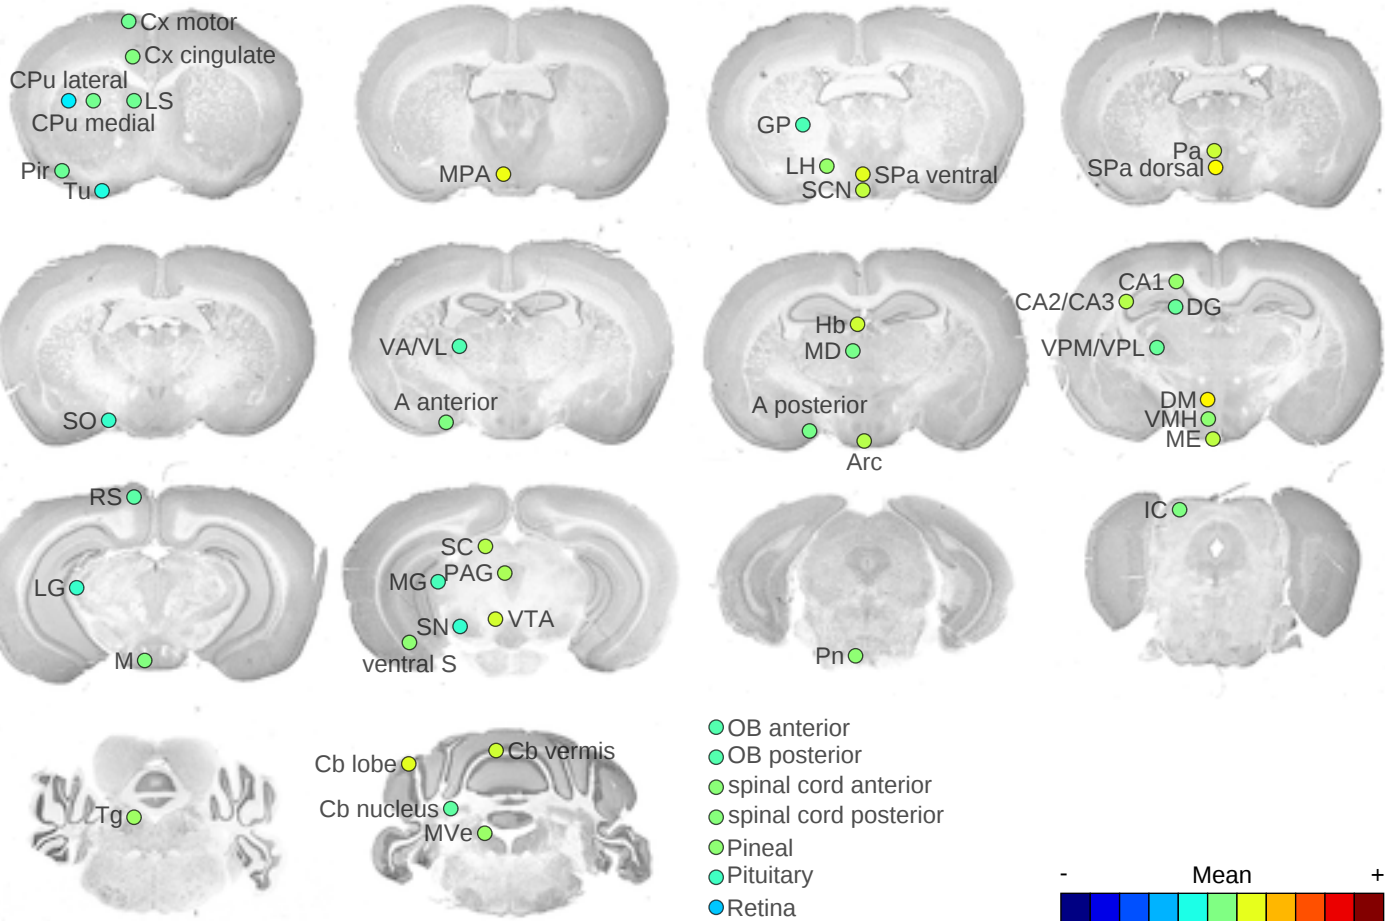 Cx motor
Cx cingulate
CPu lateral
LS
CPu medial
Pir
Tu
MPA
GP
LH
SPa ventral
SCN
Pa
SPa dorsal
SO
VA/VL
A anterior
Hb
MD
A posterior
Arc
CA1
CA2/CA3
DG
VPM/VPL
DM
VMH
ME
RS
LG
M
SC
MG
PAG
SN
VTA
ventral S
Pn
IC
Tg
Cb lobe
Cb vermis
Cb nucleus
MVe
OB anterior
OB posterior
spinal cord anterior
spinal cord posterior
Pineal
Pituitary
Retina
- Mean +